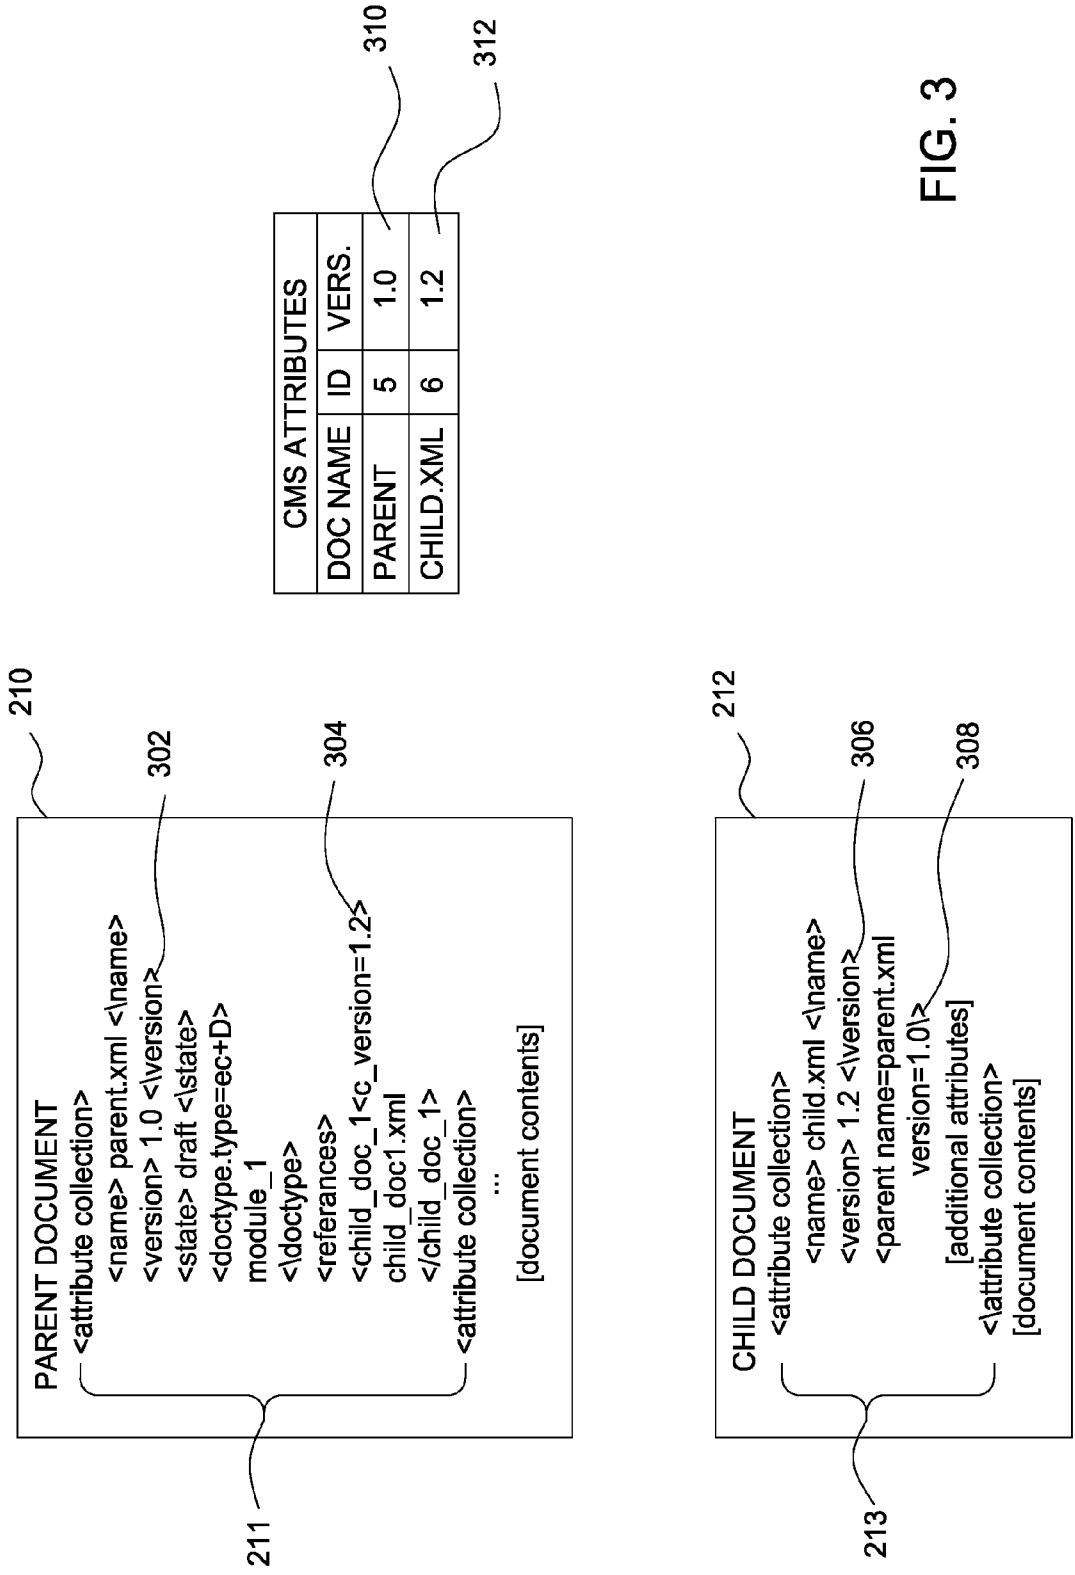 PARENT DOCUMENT
<attribute collection>
<name> parent.xml <\name>
<version> 1.0 <\version>
<state> draft <\state>
<doctype.type=ec+D>
module_1
<\doctype>
<referances>
<child_doc_1<c_version=1.2>
child_doc1.xml
</child_doc_1>
<attribute collection>
...
[document contents]
210
302
304
211
CHILD DOCUMENT
<attribute collection>
<name> child.xml <\name>
<version> 1.2 <\version>
<parent name=parent.xml
version=1.0\>
[additional attributes]
<\attribute collection>
[document contents]
212
306
308
213
CMS ATTRIBUTES
DOC NAME ID VERS.
PARENT 5 1.0
CHILD.XML 6 1.2
310
312
FIG. 3